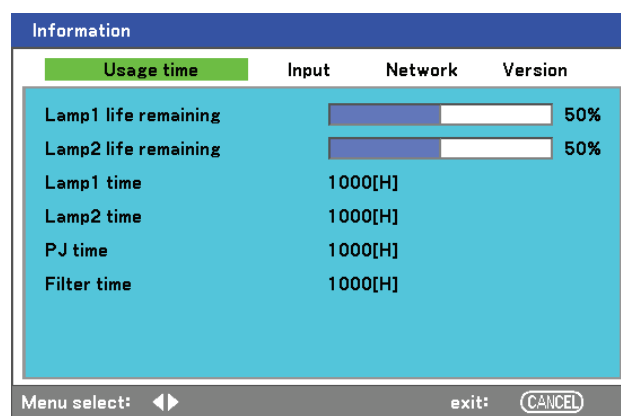 Information
Usage time Input Network Version
Lamp1 life remaining 50%
Lamp2 life remaining 50%
Lamp1 time 1000[H]
Lamp2 time 1000[H]
PJ time 1000[H]
Filter time 1000[H]
Menu select: exit: CANCEL